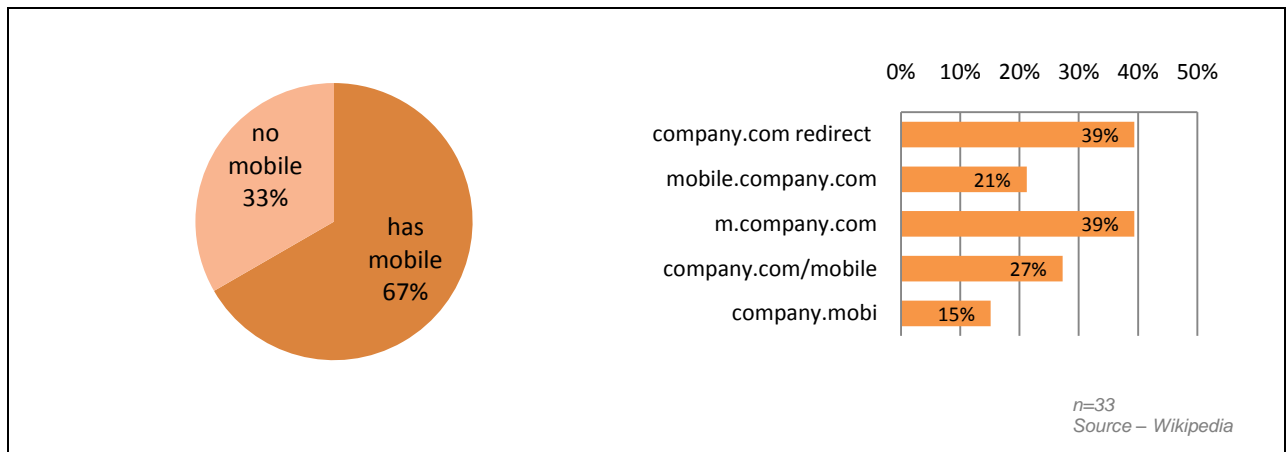 no
mobile
33%
has
mobile
67%
0% 10% 20% 30% 40% 50%
company.com redirect 39%
mobile.company.com 21%
m.company.com 39%
company.com/mobile 27%
company.mobi 15%
n=33
Source – Wikipedia